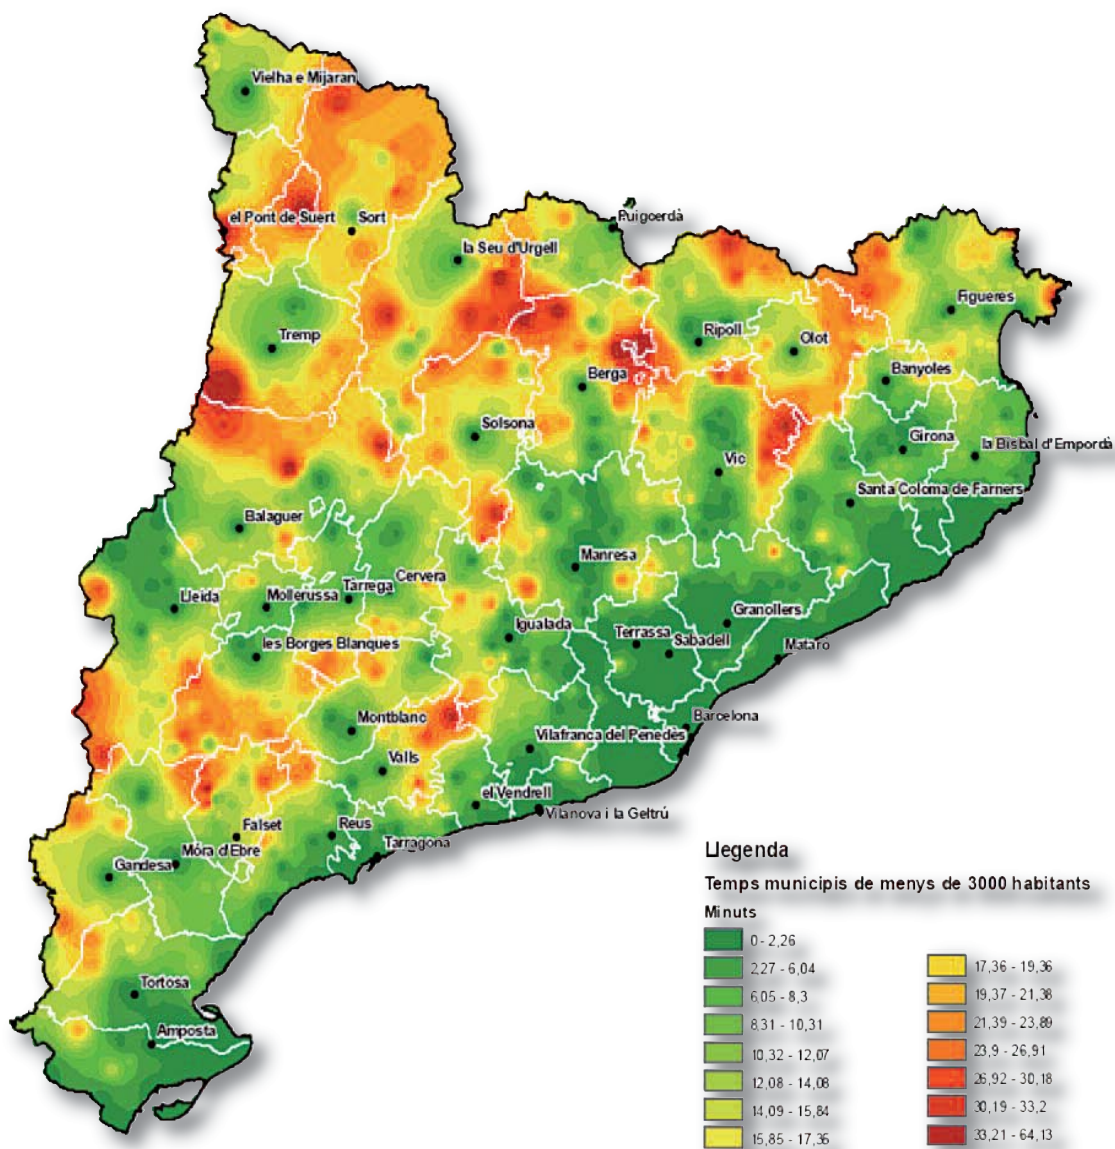 Vielha e Mijaran
el Pont de Suert
Sort
Puigcerdà
la Seu d'Urgell
Figueres
Tremp
Ripoll
Olot
Berga
Banyoles
Solsona
Girona
la Bisbal d'Empordà
Vic
Santa Coloma de Farners
Balaguer
Manresa
Cervera
Lleida
Mollerussa
Tàrrega
Granollers
Igualada
Terrassa
Sabadell
Mataró
les Borges Blanques
Montblanc
Barcelona
Vilafranca del Penedès
Valls
el Vendrell
Vilanova i la Geltrú
Falset
Reus
Tarragona
Móra d'Ebre
Gandesa
Tortosa
Amposta
Llegenda
Temps municipis de menys de 3000 habitants
Minuts
0 - 2,26
2,27 - 6,04
6,05 - 8,3
8,31 - 10,31
10,32 - 12,07
12,08 - 14,08
14,09 - 15,84
15,85 - 17,36
17,36 - 19,36
19,37 - 21,38
21,39 - 23,89
23,9 - 26,91
26,92 - 30,18
30,19 - 33,2
33,21 - 64,13